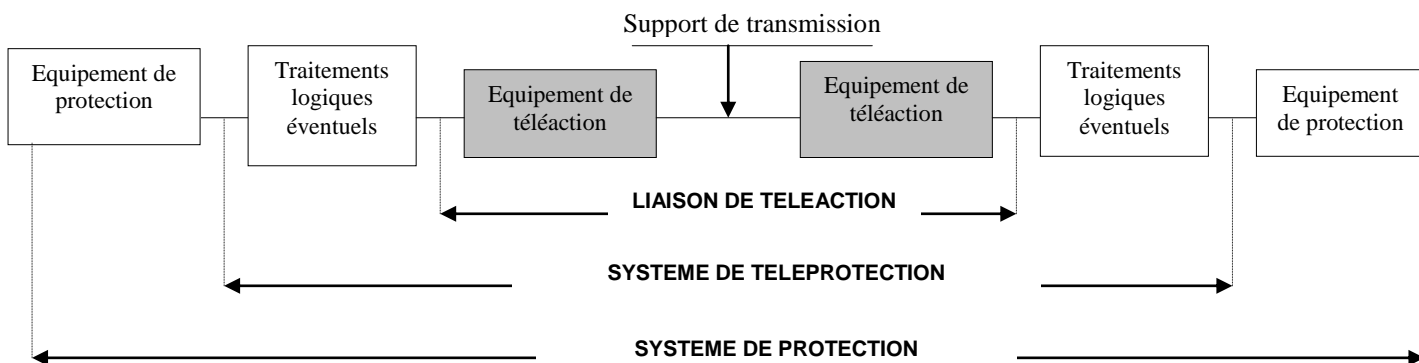 Support de transmission
Equipement de
protection
Traitements
logiques
éventuels
Equipement de
téléaction
Equipement de
téléaction
Traitements
logiques
éventuels
Equipement
de protection
LIAISON DE TELEACTION
SYSTEME DE TELEPROTECTION
SYSTEME DE PROTECTION